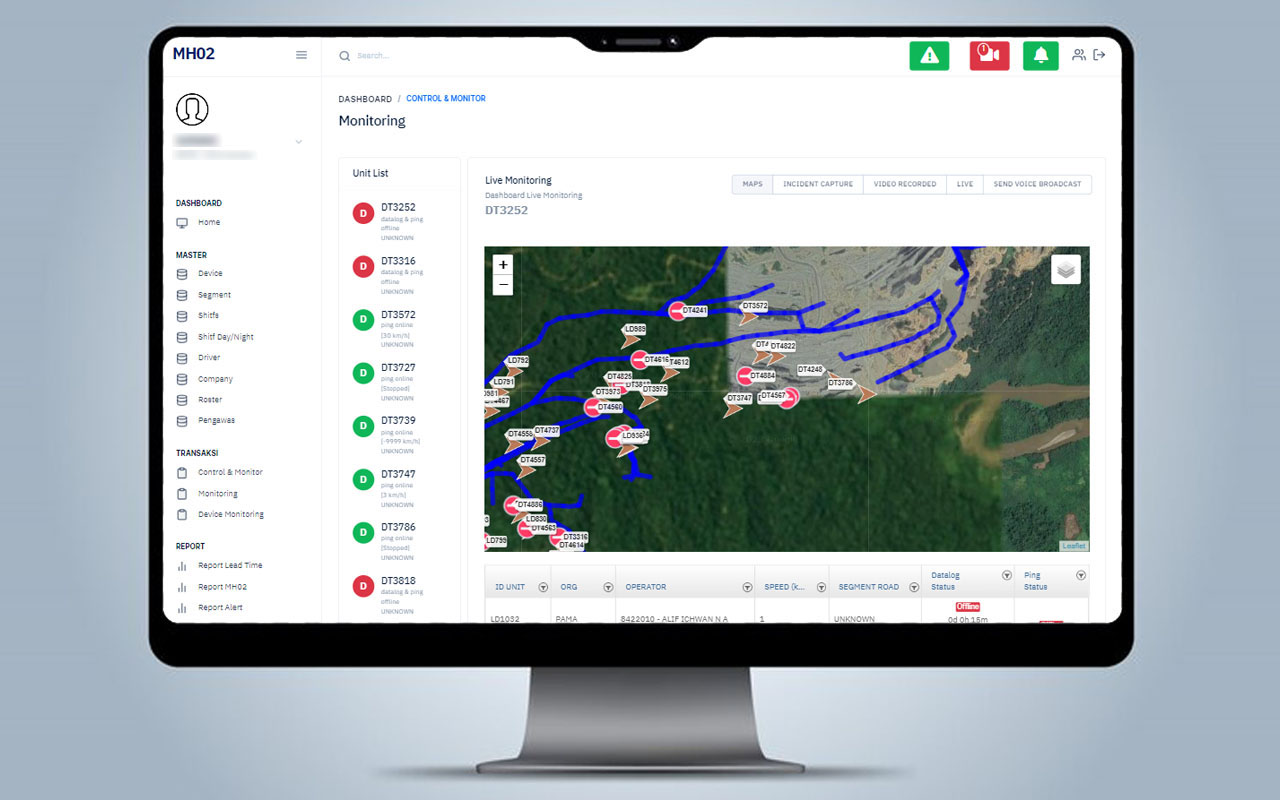 MH02
Search...
1
DASHBOARD / CONTROL & MONITOR
Monitoring
DASHBOARD
Home
MASTER
Device
Segment
Shitfs
Shitf Day/Night
Driver
Company
Roster
Pengawas
TRANSAKSI
Control & Monitor
Monitoring
Device Monitoring
REPORT
Report Lead Time
Report MH02
Report Alert
Unit List
D DT3252
datalog & ping
offline
UNKNOWN
D DT3316
datalog & ping
offline
UNKNOWN
D DT3572
ping online
[30 km/h]
UNKNOWN
D DT3727
ping online
[Stopped]
UNKNOWN
D DT3739
ping online
[-9999 km/h]
UNKNOWN
D DT3747
ping online
[3 km/h]
UNKNOWN
D DT3786
ping online
[Stopped]
UNKNOWN
D DT3818
datalog & ping
offline
UNKNOWN
Live Monitoring
Dashboard Live Monitoring
DT3252
MAPS INCIDENT CAPTURE VIDEO RECORDED LIVE SEND VOICE BROADCAST
+
−
DT4241
DT3572
LD989
DT4822
LD792
DT4616
DT4612
DT4248
LD791
DT4825
DT4884
DT3786
DT3975
DT3973
DT3747
DT4567
DT4560
DT4558
DT4737
LD936
DT4557
DT4886
LD830
DT4563
LD799
DT3316
DT4614
Leaflet
ID UNIT ORG OPERATOR SPEED (k... SEGMENT ROAD Datalog Status Ping Status
LD1032 PAMA 8422010 - ALIF ICHWAN N A 1 UNKNOWN Offline
0d 0h 15m